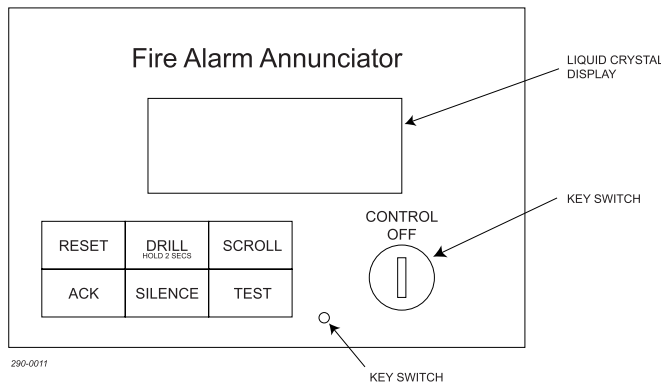 Fire Alarm Annunciator
LIQUID CRYSTAL
DISPLAY
KEY SWITCH
CONTROL
OFF
RESET
DRILL
HOLD 2 SECS
SCROLL
ACK
SILENCE
TEST
290-0011
KEY SWITCH